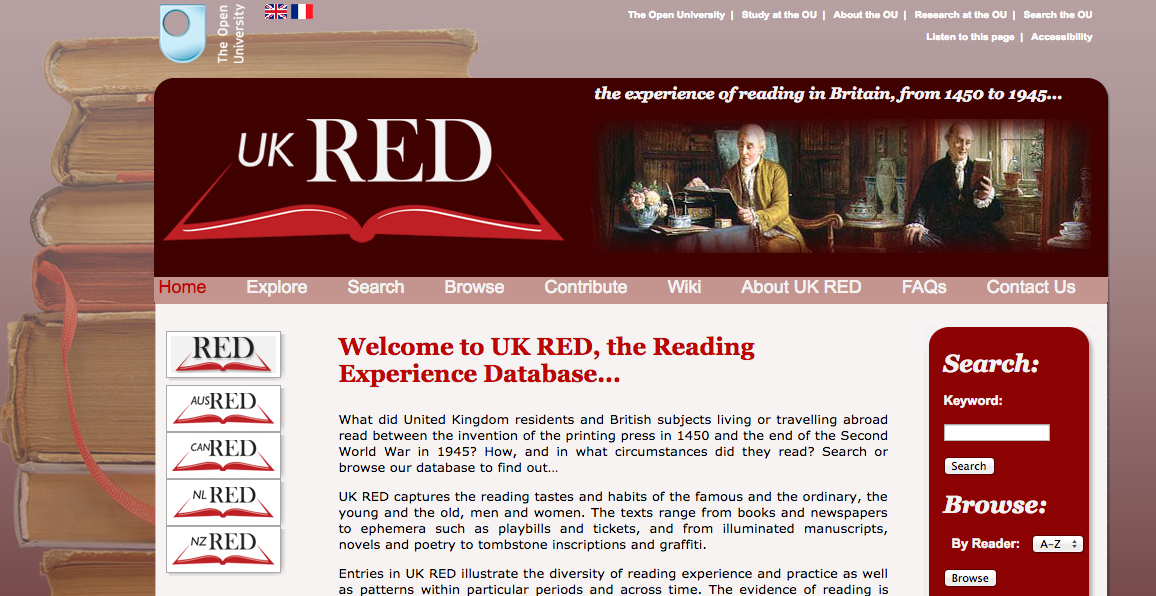 The Open
University
The Open University | Study at the OU | About the OU | Research at the OU | Search the OU
Listen to this page | Accessibility
the experience of reading in Britain, from 1450 to 1945...
UK RED
Home Explore Search Browse Contribute Wiki About UK RED FAQs Contact Us
RED
AUSRED
CANRED
NL RED
NZ RED
Welcome to UK RED, the Reading
Experience Database...
What did United Kingdom residents and British subjects living or travelling abroad
read between the invention of the printing press in 1450 and the end of the Second
World War in 1945? How, and in what circumstances did they read? Search or
browse our database to find out...
UK RED captures the reading tastes and habits of the famous and the ordinary, the
young and the old, men and women. The texts range from books and newspapers
to ephemera such as playbills and tickets, and from illuminated manuscripts,
novels and poetry to tombstone inscriptions and graffiti.
Entries in UK RED illustrate the diversity of reading experience and practice as well
as patterns within particular periods and across time. The evidence of reading is
Search:
Keyword:
Search
Browse:
By Reader: A-Z
Browse